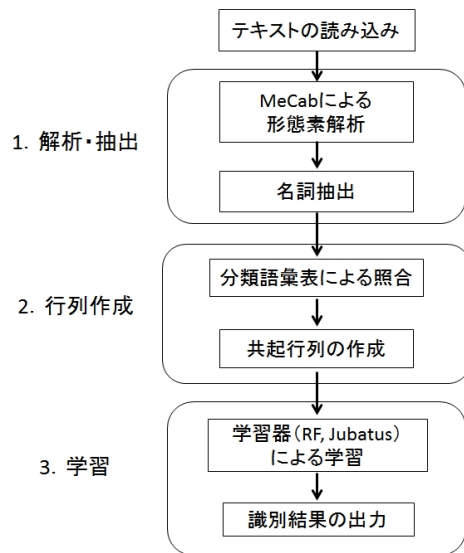 テキストの読み込み
1. 解析・抽出
MeCabによる
形態素解析
名詞抽出
2. 行列作成
分類語彙表による照合
共起行列の作成
3. 学習
学習器(RF, Jubatus)
による学習
識別結果の出力